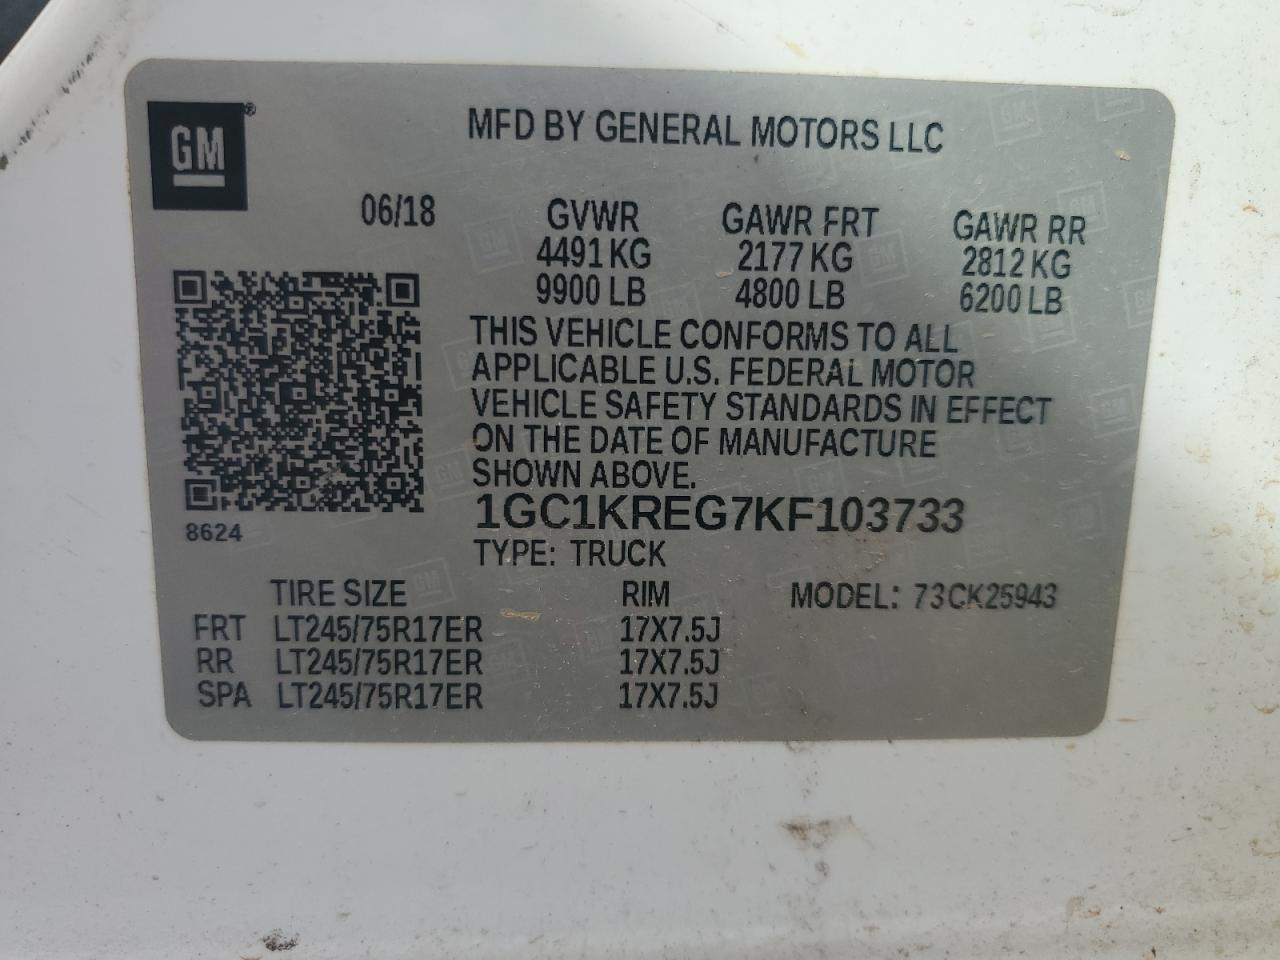 GM®
MFD BY GENERAL MOTORS LLC
06/18 GVWR GAWR FRT GAWR RR
4491 KG 2177 KG 2812 KG
9900 LB 4800 LB 6200 LB
THIS VEHICLE CONFORMS TO ALL
APPLICABLE U.S. FEDERAL MOTOR
VEHICLE SAFETY STANDARDS IN EFFECT
ON THE DATE OF MANUFACTURE
SHOWN ABOVE.
1GC1KREG7KF103733
8624
TYPE: TRUCK
TIRE SIZE RIM MODEL: 73CK25943
FRT LT245/75R17ER 17X7.5J
RR LT245/75R17ER 17X7.5J
SPA LT245/75R17ER 17X7.5J